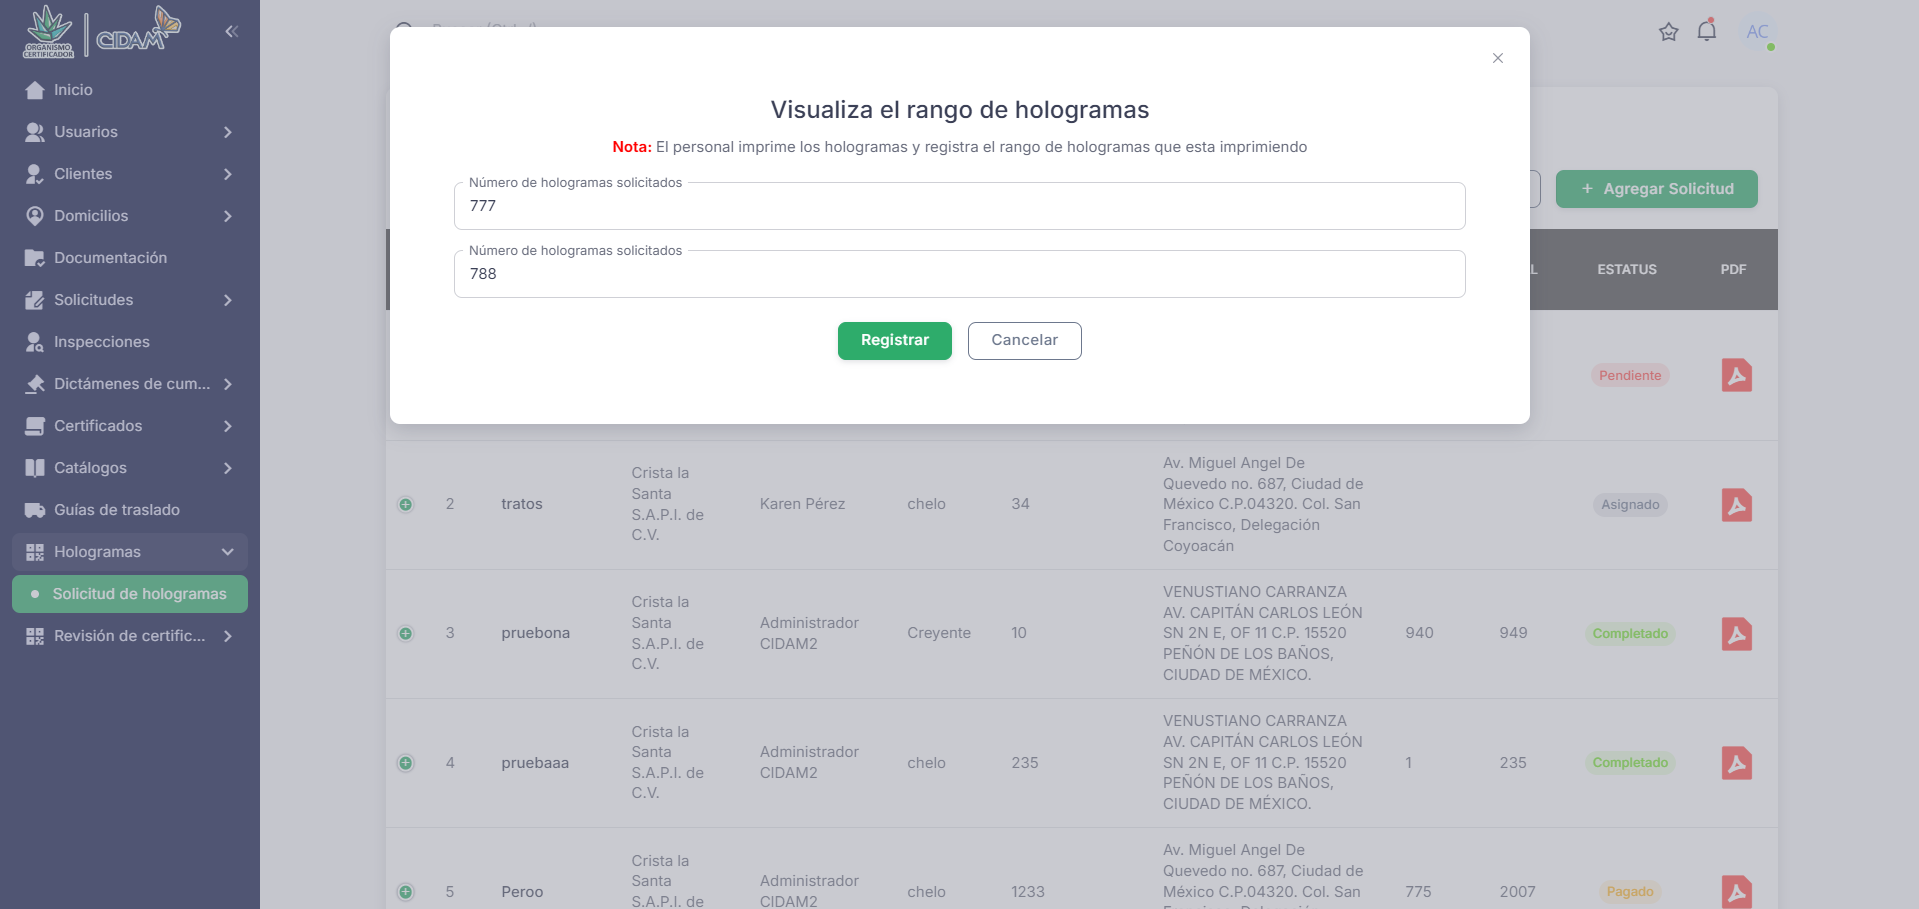 ORGANISMO
CERTIFICADOR
CIDAM
Inicio
Usuarios
Clientes
Domicilios
Documentación
Solicitudes
Inspecciones
Dictámenes de cum...
Certificados
Catálogos
Guías de traslado
Hologramas
Solicitud de hologramas
Revisión de certific...
AC
Visualiza el rango de hologramas
Nota: El personal imprime los hologramas y registra el rango de hologramas que esta imprimiendo
Número de hologramas solicitados
777
Número de hologramas solicitados
788
Registrar
Cancelar
+ Agregar Solicitud
L
ESTATUS
PDF
Pendiente
2
tratos
Crista la
Santa
S.A.P.I. de
C.V.
Karen Pérez
chelo
34
Av. Miguel Angel De
Quevedo no. 687, Ciudad de
México C.P.04320. Col. San
Francisco, Delegación
Coyoacán
Asignado
3
pruebona
Crista la
Santa
S.A.P.I. de
C.V.
Administrador
CIDAM2
Creyente
10
VENUSTIANO CARRANZA
AV. CAPITÁN CARLOS LEÓN
SN 2N E, OF 11 C.P. 15520
PEÑÓN DE LOS BAÑOS,
CIUDAD DE MÉXICO.
940
949
Completado
4
pruebaaa
Crista la
Santa
S.A.P.I. de
C.V.
Administrador
CIDAM2
chelo
235
VENUSTIANO CARRANZA
AV. CAPITÁN CARLOS LEÓN
SN 2N E, OF 11 C.P. 15520
PEÑÓN DE LOS BAÑOS,
CIUDAD DE MÉXICO.
1
235
Completado
5
Peroo
Crista la
Santa
S.A.P.I. de
Administrador
CIDAM2
chelo
1233
Av. Miguel Angel De
Quevedo no. 687, Ciudad de
México C.P.04320. Col. San
775
2007
Pagado